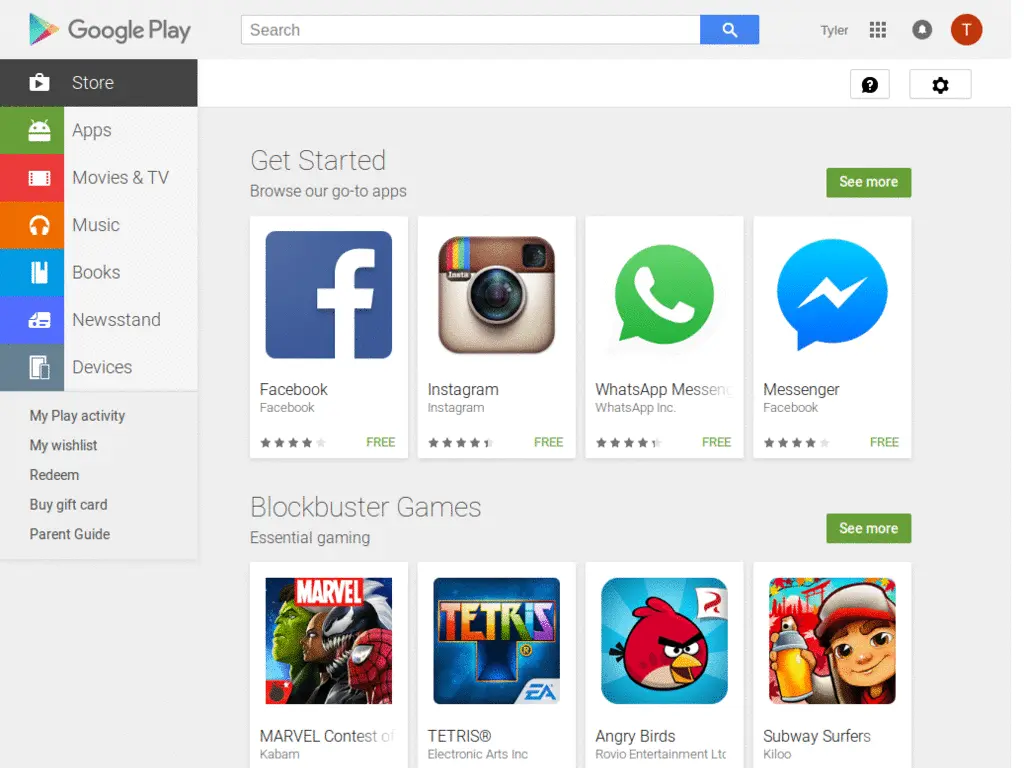 Google Play
Search
Tyler
T
Store
Apps
Movies & TV
Music
Books
Newsstand
Devices
My Play activity
My wishlist
Redeem
Buy gift card
Parent Guide
Get Started
Browse our go-to apps
See more
Insta
Facebook
Facebook
FREE
Instagram
Instagram
FREE
WhatsApp Messeng
WhatsApp Inc.
FREE
Messenger
Facebook
FREE
Blockbuster Games
Essential gaming
See more
MARVEL
TETRIS
®
EA
MARVEL Contest of
Kabam
TETRIS®
Electronic Arts Inc
Angry Birds
Rovio Entertainment Ltd
Subway Surfers
Kiloo